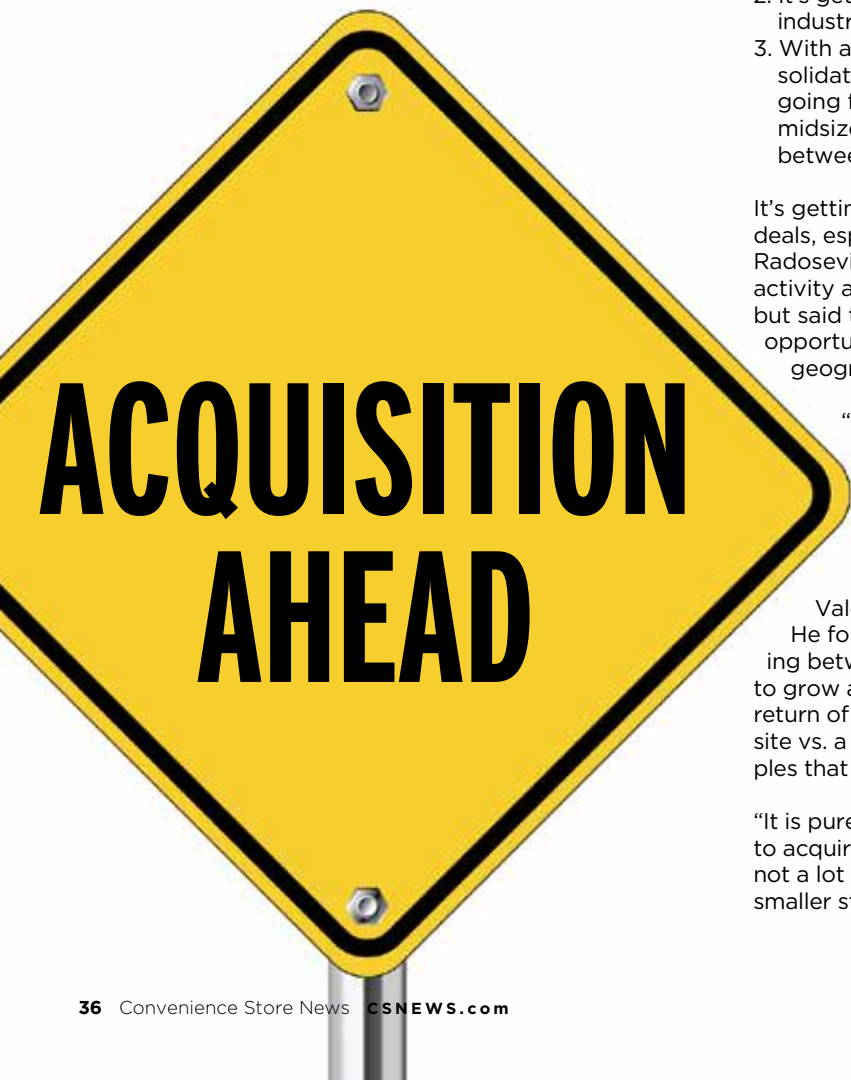 2. It's get
industr
3. With a
solidat
going f
midsize
betwee
It's gettin
deals, esp
Radosevi
activity a
but said t
opportu
geogr
“
ACQUISITION
AHEAD
Val
He fo
ing betw
to grow a
return of
site vs. a
ples that
“It is pure
to acquir
not a lot
smaller st
36 Convenience Store News CSNEWS.com